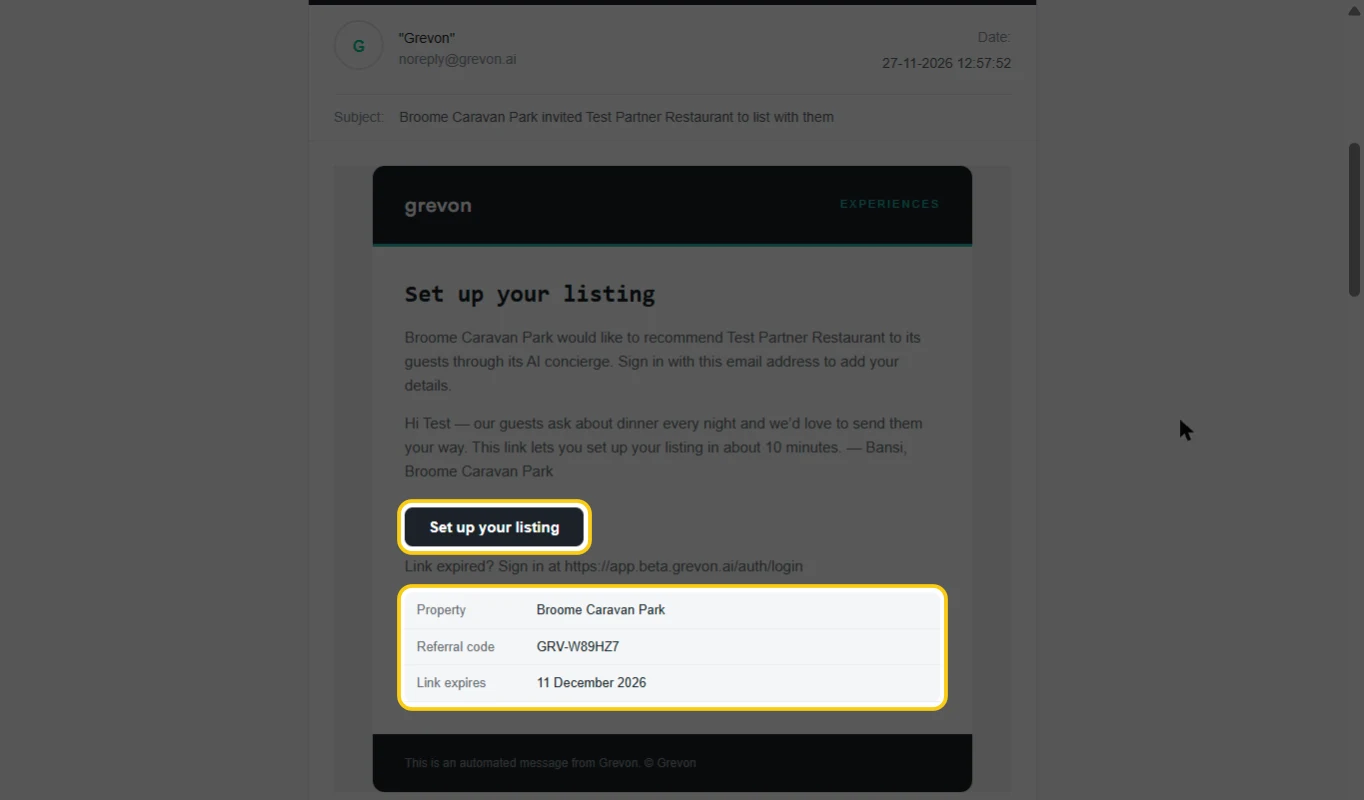 G
"Grevon"
noreply@grevon.ai
Date:
27-11-2026 12:57:52
Subject: Broome Caravan Park invited Test Partner Restaurant to list with them
grevon
EXPERIENCES
Set up your listing
Broome Caravan Park would like to recommend Test Partner Restaurant to its
guests through its AI concierge. Sign in with this email address to add your
details.
Hi Test — our guests ask about dinner every night and we'd love to send them
your way. This link lets you set up your listing in about 10 minutes. — Bansi,
Broome Caravan Park
Set up your listing
Link expired? Sign in at https://app.beta.grevon.ai/auth/login
Property Broome Caravan Park
Referral code GRV-W89HZ7
Link expires 11 December 2026
This is an automated message from Grevon. © Grevon